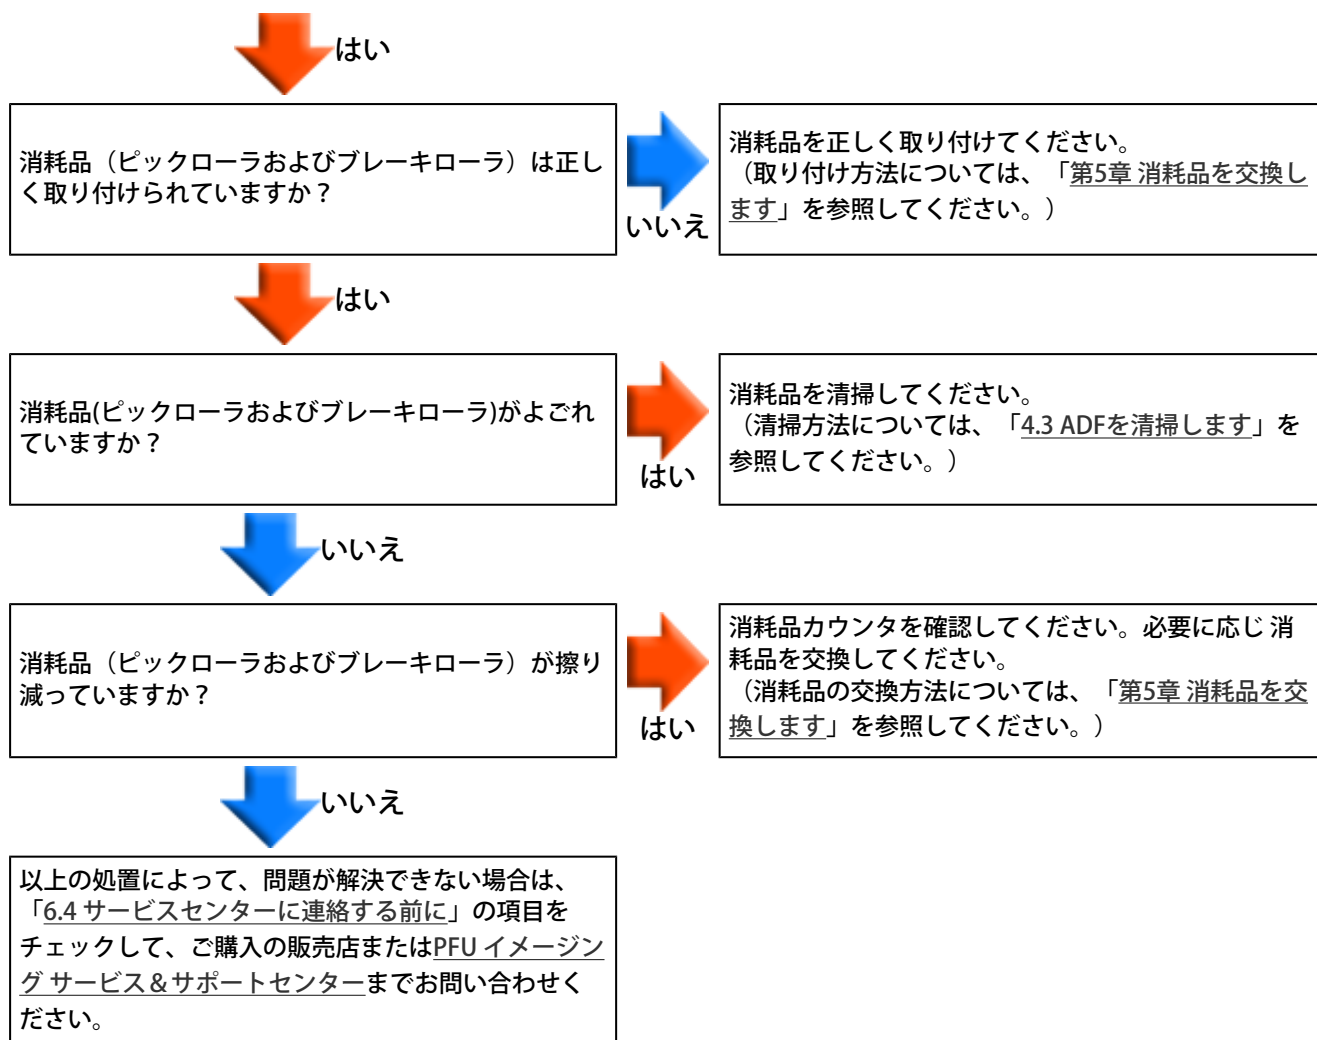 はい
消耗品（ピックローラおよびブレーキローラ）は正し
く取り付けられていますか？
いいえ
消耗品を正しく取り付けてください。
（取り付け方法については、「第5章 消耗品を交換し
ます」を参照してください。）
はい
消耗品(ピックローラおよびブレーキローラ)がよごれ
ていますか？
はい
消耗品を清掃してください。
（清掃方法については、「4.3 ADFを清掃します」を
参照してください。）
いいえ
消耗品（ピックローラおよびブレーキローラ）が擦り
減っていますか？
はい
消耗品カウンタを確認してください。必要に応じ 消
耗品を交換してください。
（消耗品の交換方法については、「第5章 消耗品を交
換します」を参照してください。）
いいえ
以上の処置によって、問題が解決できない場合は、
「6.4 サービスセンターに連絡する前に」の項目を
チェックして、ご購入の販売店またはPFU イメージン
グ サービス＆サポートセンターまでお問い合わせく
ださい。